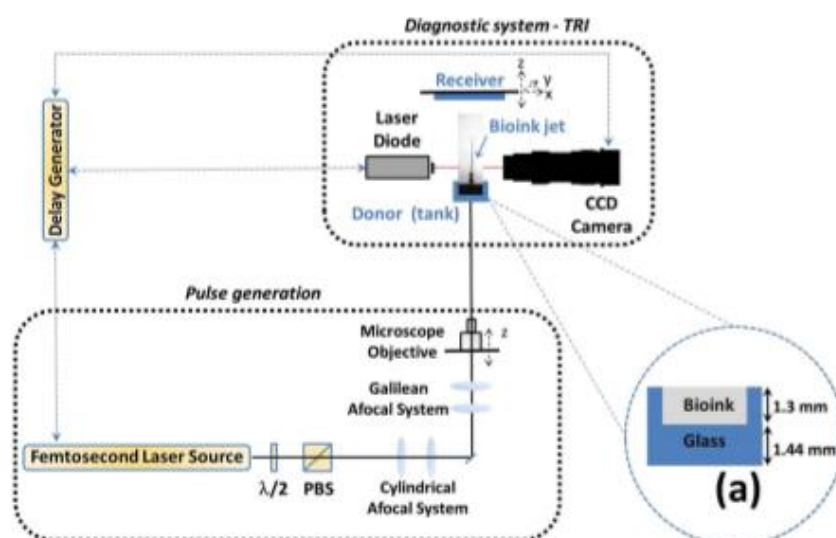 Diagnostic system - TRI
Receiver
z
y
x
Laser
Diode
Bioink jet
Delay Generator
Donor (tank)
CCD
Camera
Pulse generation
Microscope
Objective
z
Galilean
Afocal System
Femtosecond Laser Source
λ/2
PBS
Cylindrical
Afocal System
Bioink
1.3 mm
Glass
1.44 mm
(a)